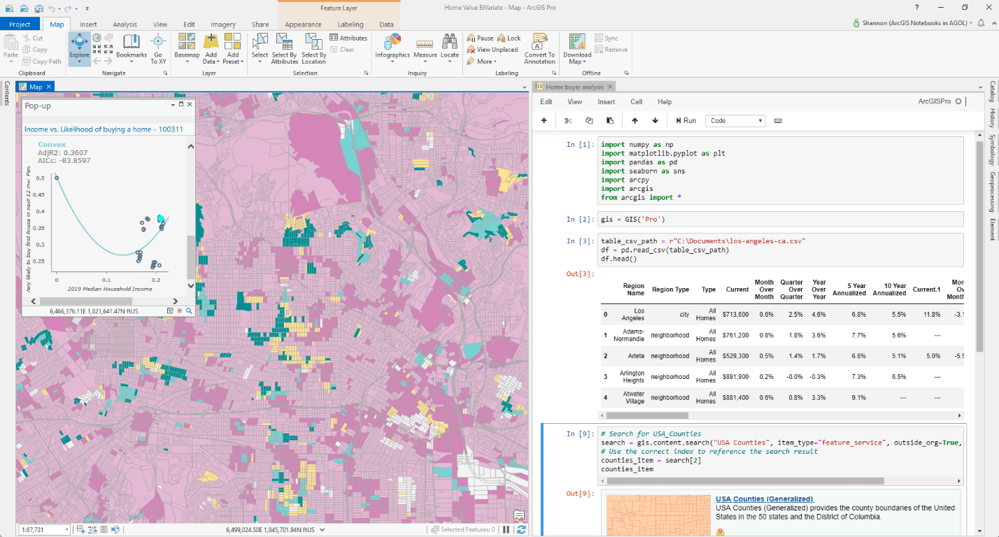 Feature Layer
Home Value BiVariate - Map - ArcGIS Pro
?
Project Map Insert Analysis View Edit Imagery Share Appearance Labeling Data
Shannon (ArcGIS Notebooks in AGOL)
Paste
Cut
Copy
Copy Path
Clipboard
Explore
Bookmarks
Go To XY
Navigate
Basemap
Add Data
Add Preset
Layer
Select
Select By Attributes
Select By Location
Attributes
Clear
Selection
Infographics
Measure
Locate
Inquiry
Pause
Lock
View Unplaced
More
Convert To Annotation
Labeling
Download Map
Sync
Remove
Offline
Contents
Map
Pop-up
Income vs. Likelihood of buying a home - 100311
Convex
AdjR2: 0.3607
AICc: -83.8597
/ery likely to buy first house in next 12 mo: Pen
0.5
0.45
0.4
0.35
0.3
0.25
0 0.1 0.2
2019 Median Household Income
6,466,376.11E 1,821,641.47N ftUS
1:87,731
6,499,024.50E 1,845,701.94N ftUS
Selected Features: 0
Home buyer analysis
Edit View Insert Cell Help
ArcGISPro
Run
Code
In [1]:
import numpy as np
import matplotlib.pyplot as plt
import pandas as pd
import seaborn as sns
import arcpy
import arcgis
from arcgis import *
In [2]:
gis = GIS('Pro')
In [3]:
table_csv_path = r"C:\Documents\los-angeles-ca.csv"
df = pd.read_csv(table_csv_path)
df.head()
Out[3]:
Region Name Region Type Type Current Month Over Month Quarter Over Quarter Year Over Year 5 Year Annualized 10 Year Annualized Current.1 Mon Ov Month
0 Los Angeles city All Homes $713,600 0.6% 2.5% 4.6% 6.8% 5.5% 11.8% -3.1
1 Adams-Normandie neighborhood All Homes $761,200 0.8% 1.8% 3.6% 7.7% 5.6% ---
2 Arleta neighborhood All Homes $529,300 0.5% 1.4% 1.7% 6.6% 5.1% 5.0% -5.5
3 Arlington Heights neighborhood All Homes $891,900 0.2% -0.0% -0.3% 7.3% 6.5% ---
4 Atwater Village neighborhood All Homes $881,400 0.6% 0.8% 3.3% 9.1% --- ---
In [9]:
# Search for USA_Counties
search = gis.content.search("USA Counties", item_type="feature_service", outside_org=True,
# Use the correct index to reference the search result
counties_item = search[2]
counties_item
Out[9]:
USA Counties (Generalized)
USA Counties (Generalized) provides the county boundaries of the United
States in the 50 states and the District of Columbia.
Catalog
History
Symbology
Geoprocessing
Element